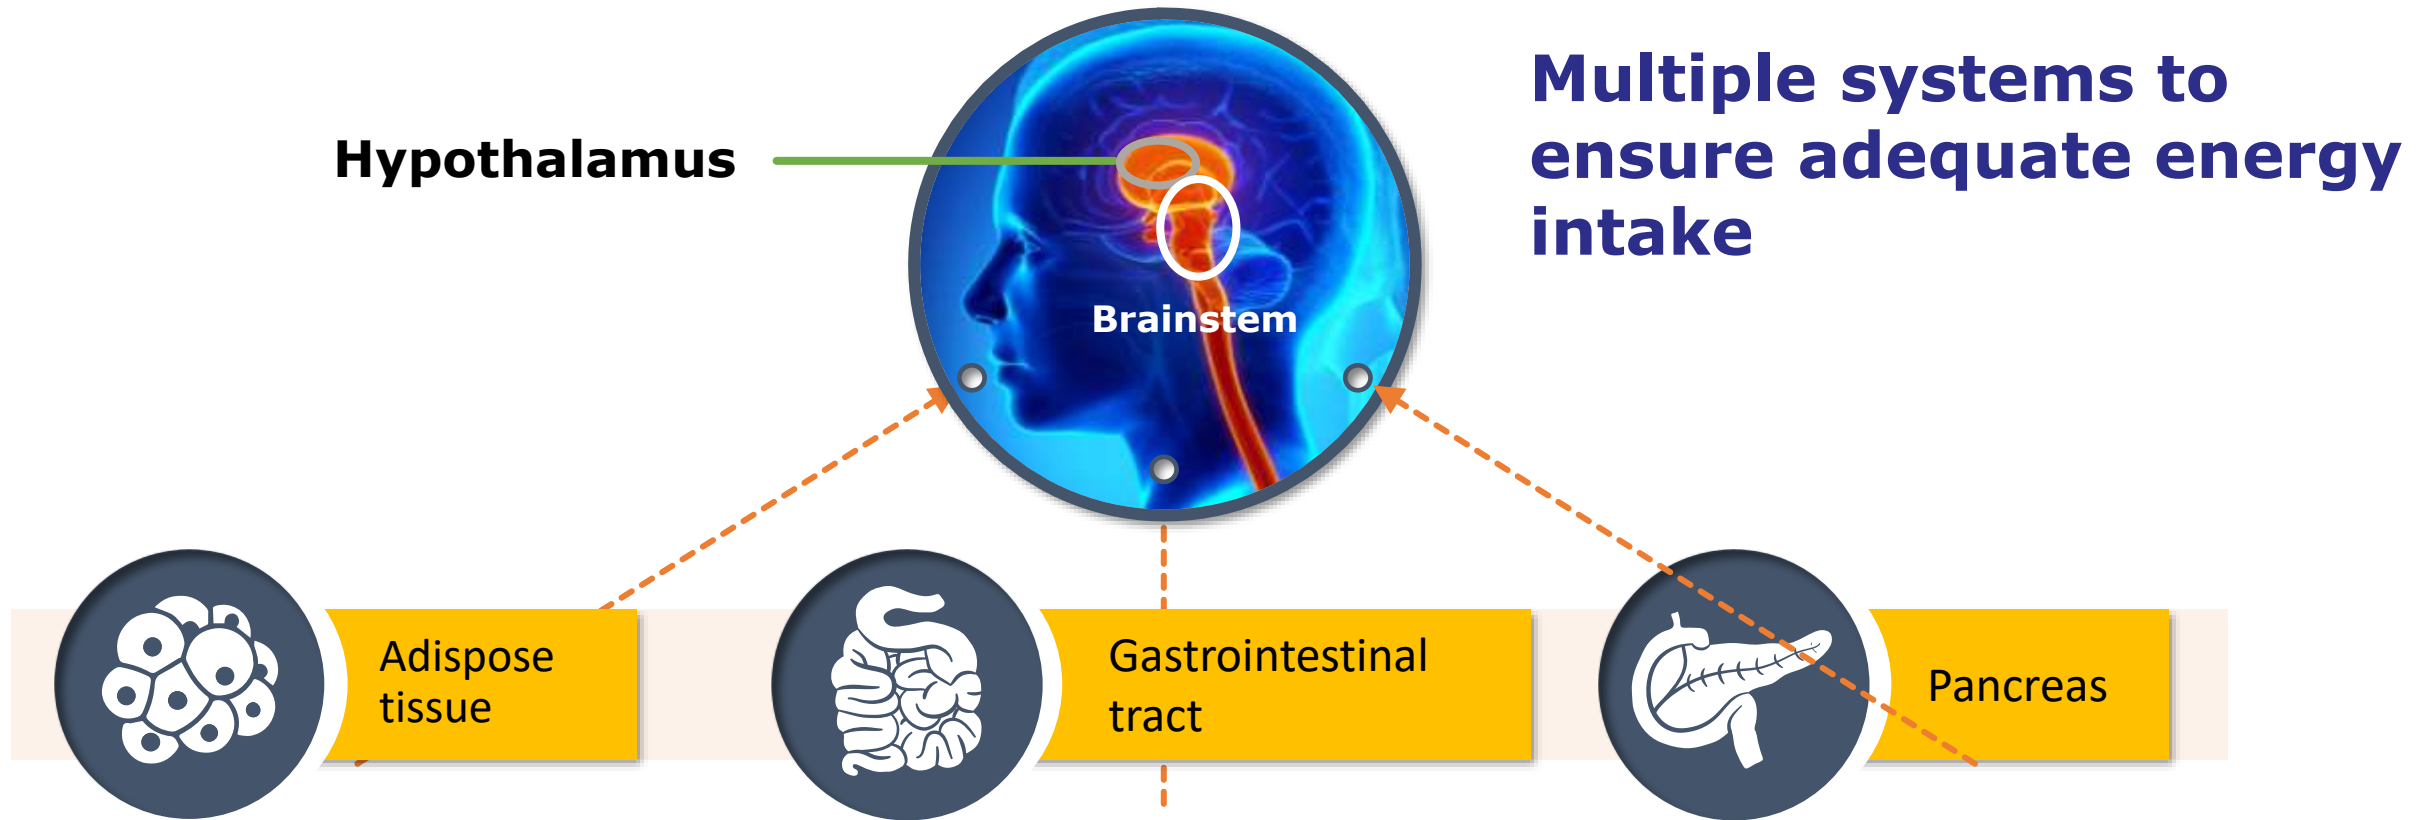 Multiple systems to
ensure adequate energy
intake
Hypothalamus
Brainstem
Adispose
tissue
Gastrointestinal
tract
Pancreas